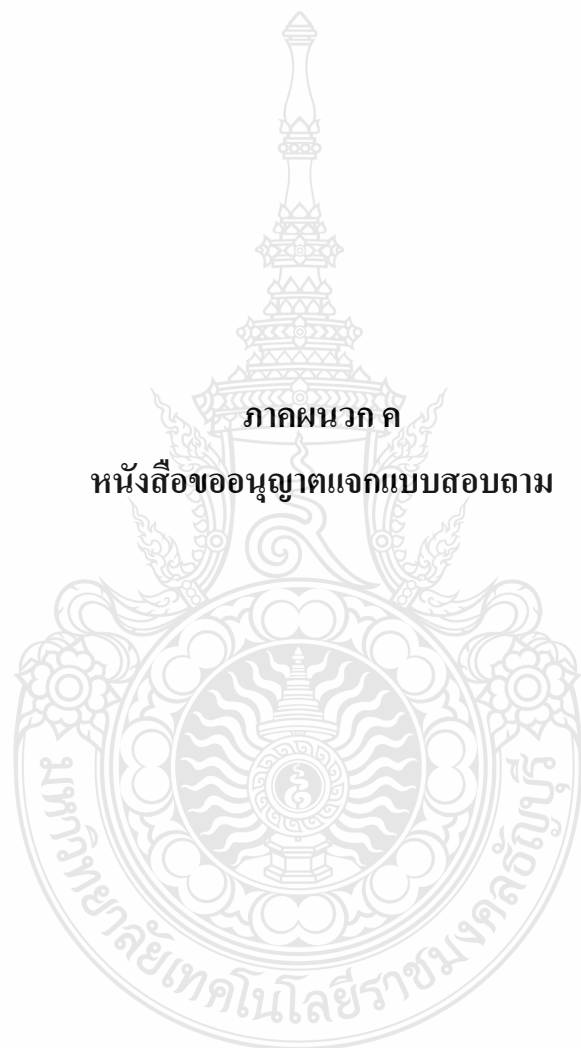 ภาคผนวก ค
หนังสือขออนุญาตแจกแบบสอบถาม
มหาวิทยาลัยเทคโนโลยีราชมงคลธัญบุรี